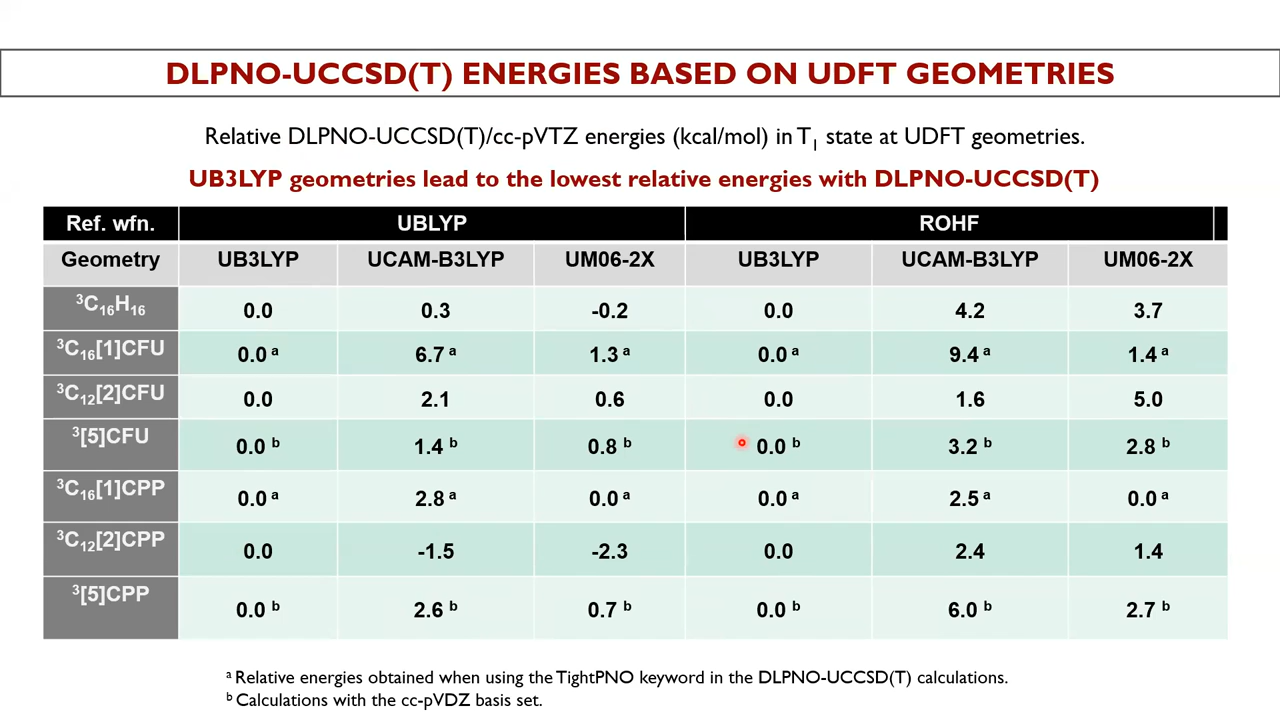 DLPNO-UCCSD(T) ENERGIES BASED ON UDFT GEOMETRIES
Relative DLPNO-UCCSD(T)/cc-pVTZ energies (kcal/mol) in T₁ state at UDFT geometries.
UB3LYP geometries lead to the lowest relative energies with DLPNO-UCCSD(T)
Ref. wfn. UBLYP ROHF
Geometry UB3LYP UCAM-B3LYP UM06-2X UB3LYP UCAM-B3LYP UM06-2X
³C₁₆H₁₆ 0.0 0.3 -0.2 0.0 4.2 3.7
³C₁₆[1]CFU 0.0 ᵃ 6.7 ᵃ 1.3 ᵃ 0.0 ᵃ 9.4 ᵃ 1.4 ᵃ
³C₁₂[2]CFU 0.0 2.1 0.6 0.0 1.6 5.0
³[5]CFU 0.0 ᵇ 1.4 ᵇ 0.8 ᵇ 0.0 ᵇ 3.2 ᵇ 2.8 ᵇ
³C₁₆[1]CPP 0.0 ᵃ 2.8 ᵃ 0.0 ᵃ 0.0 ᵃ 2.5 ᵃ 0.0 ᵃ
³C₁₂[2]CPP 0.0 -1.5 -2.3 0.0 2.4 1.4
³[5]CPP 0.0 ᵇ 2.6 ᵇ 0.7 ᵇ 0.0 ᵇ 6.0 ᵇ 2.7 ᵇ
ᵃ Relative energies obtained when using the TightPNO keyword in the DLPNO-UCCSD(T) calculations.
ᵇ Calculations with the cc-pVDZ basis set.